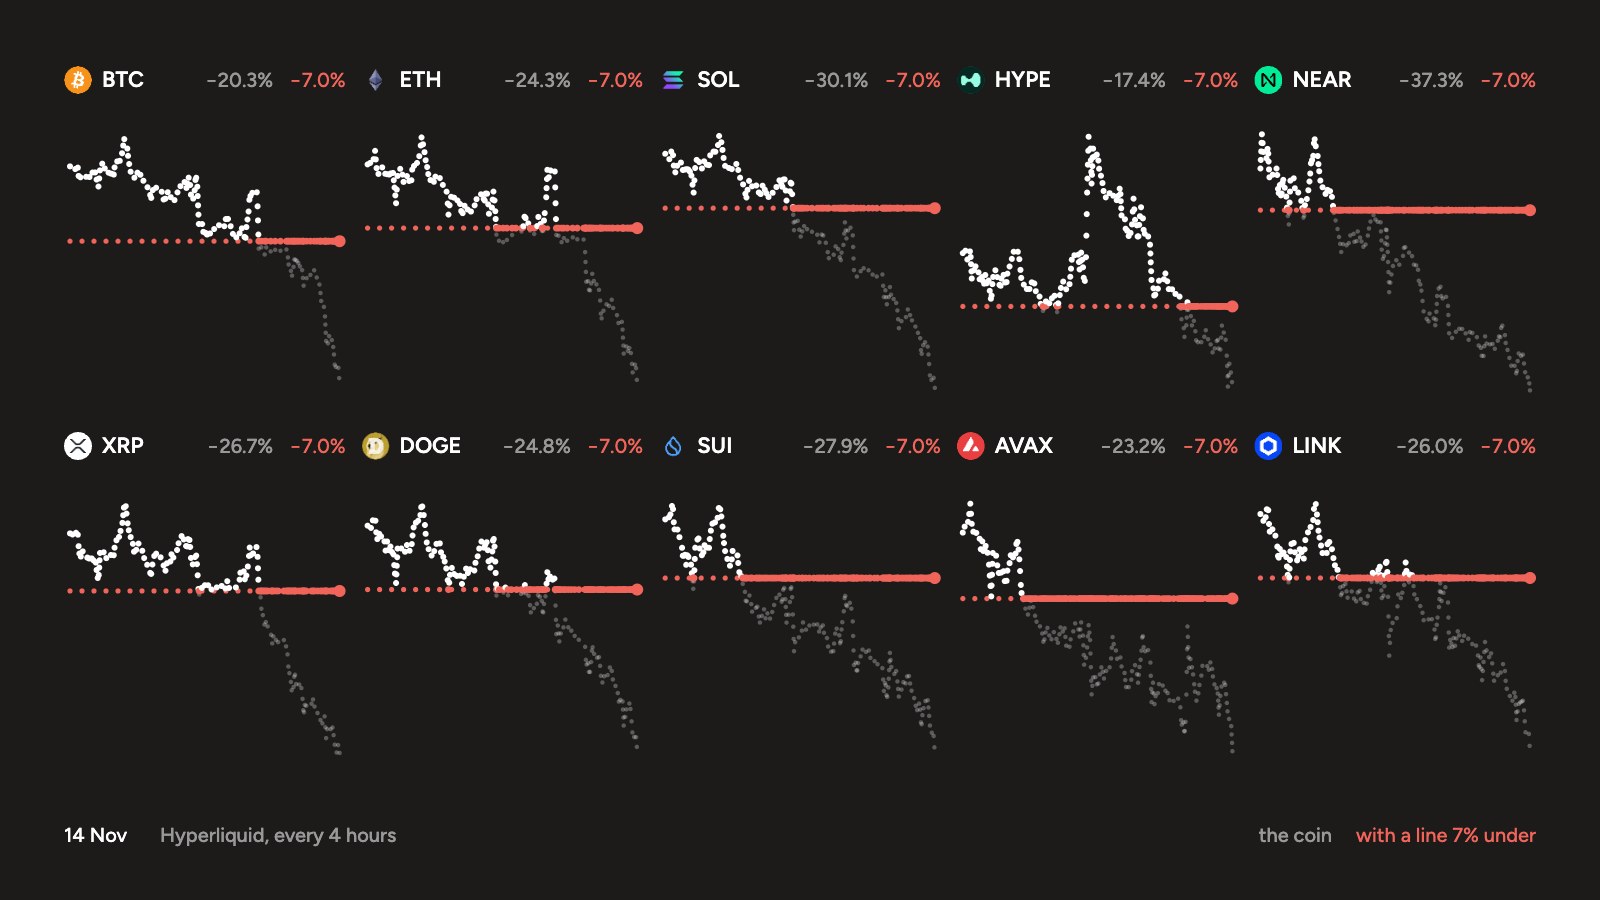 BTC −20.3% −7.0%
ETH −24.3% −7.0%
SOL −30.1% −7.0%
HYPE −17.4% −7.0%
NEAR −37.3% −7.0%
XRP −26.7% −7.0%
DOGE −24.8% −7.0%
SUI −27.9% −7.0%
AVAX −23.2% −7.0%
LINK −26.0% −7.0%
14 Nov Hyperliquid, every 4 hours
the coin with a line 7% under